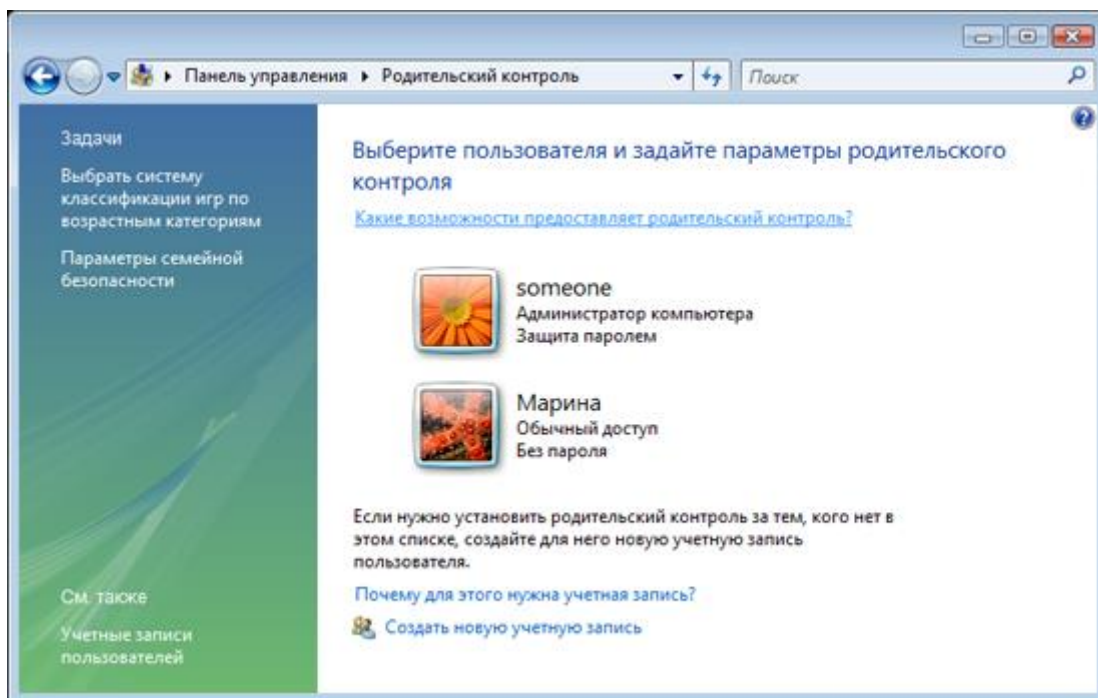 Панель управления Родительский контроль
Поиск
Задачи
Выбрать систему
классификации игр по
возрастным категориям
Параметры семейной
безопасности
Выберите пользователя и задайте параметры родительского
контроля
Какие возможности предоставляет родительский контроль?
someone
Администратор компьютера
Защита паролем
Марина
Обычный доступ
Без пароля
Если нужно установить родительский контроль за тем, кого нет в
этом списке, создайте для него новую учетную запись
пользователя.
Почему для этого нужна учетная запись?
Создать новую учетную запись
См. также
Учетные записи
пользователей